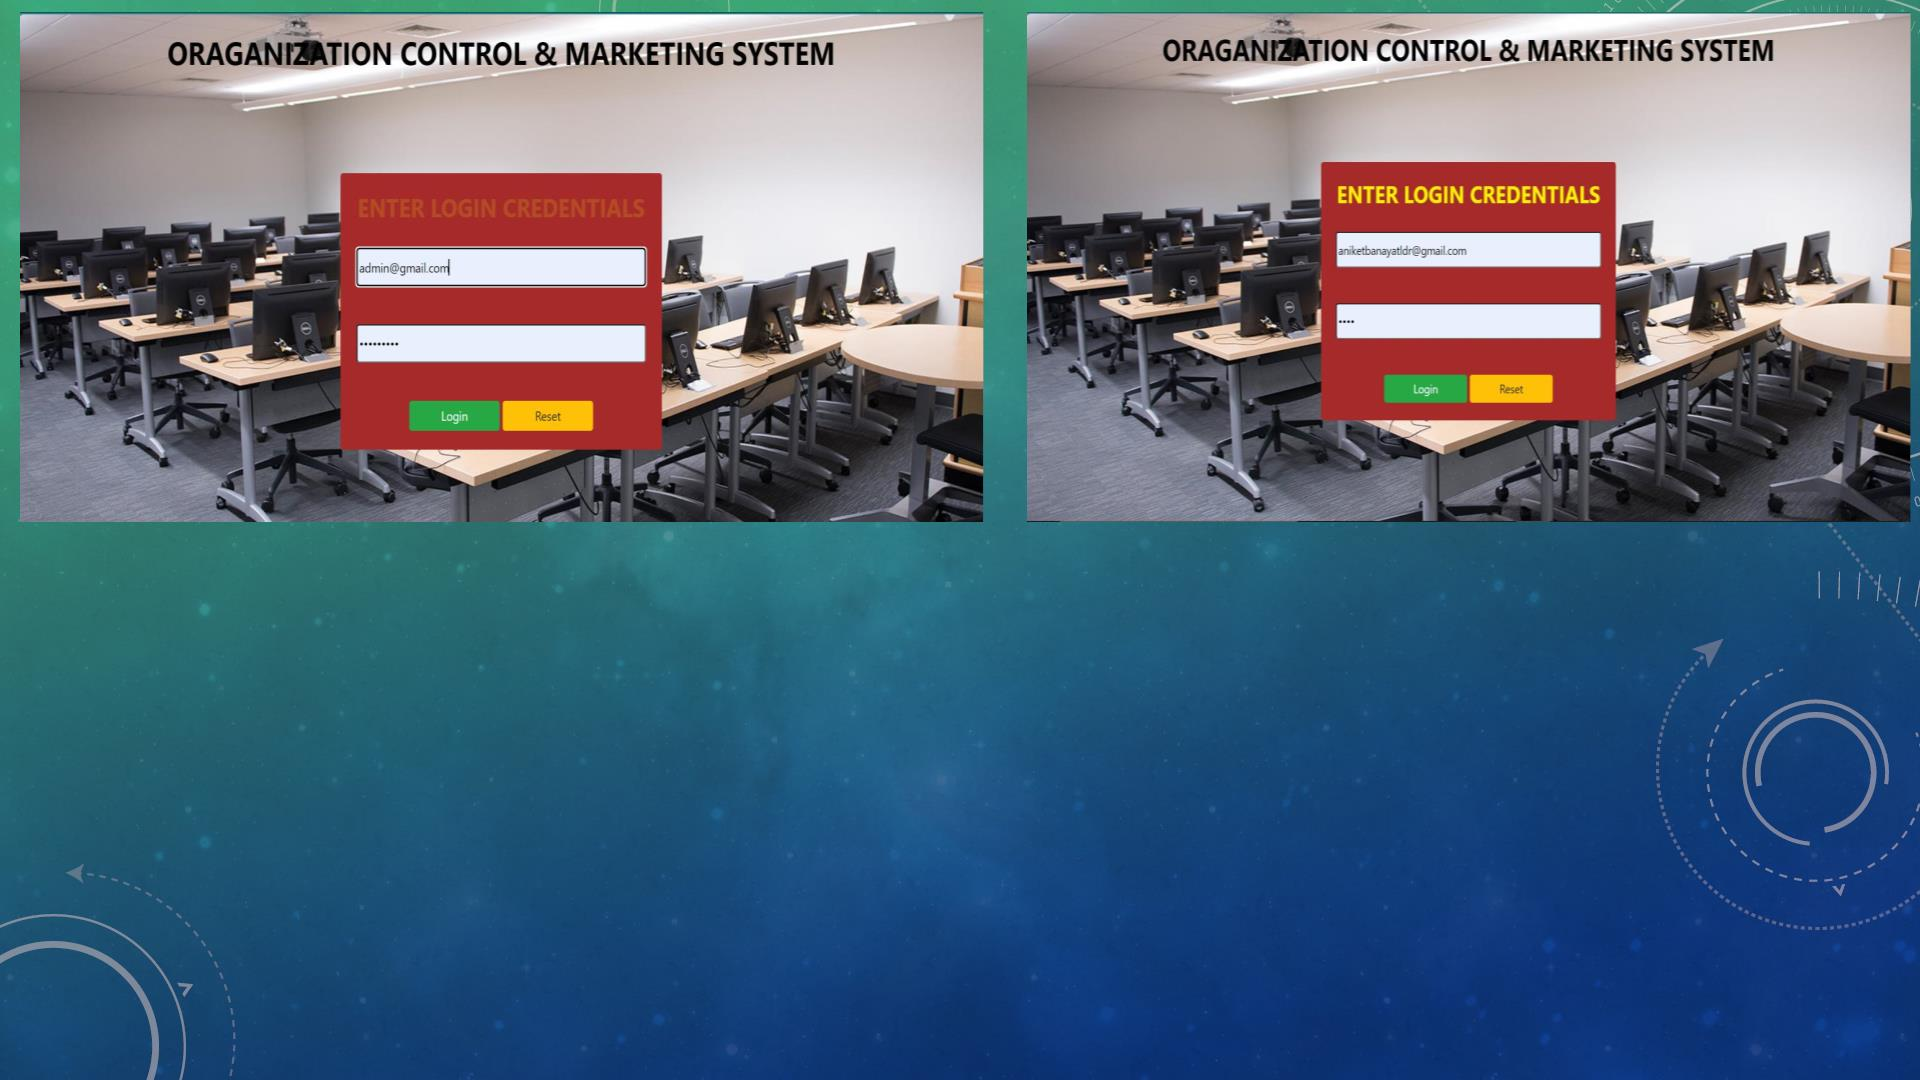 ORAGANIZATION CONTROL & MARKETING SYSTEM
ENTER LOGIN CREDENTIALS
admin@gmail.com
•••••••••
Login Reset
ORAGANIZATION CONTROL & MARKETING SYSTEM
ENTER LOGIN CREDENTIALS
aniketbanayatldr@gmail.com
••••
Login Reset